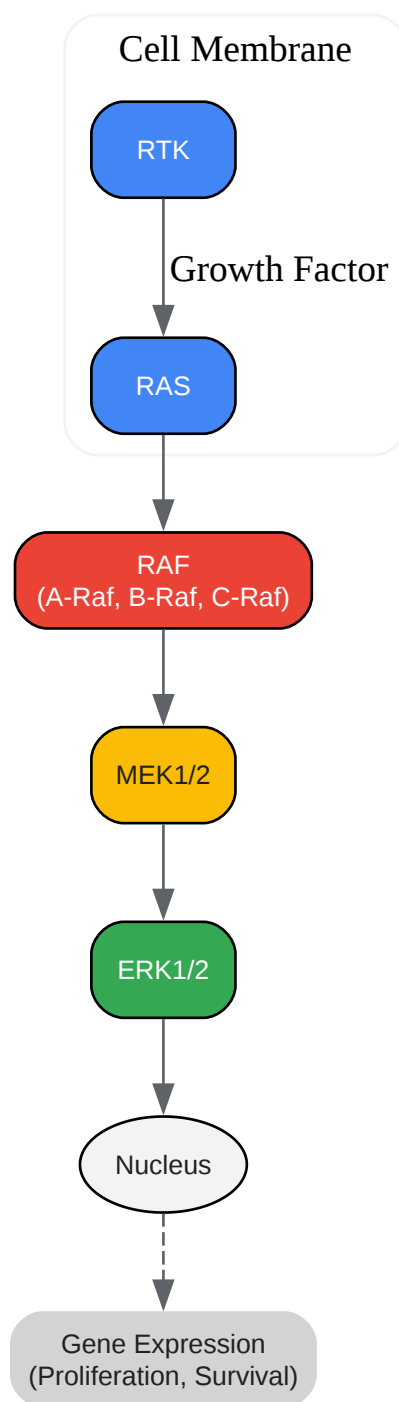 Cell Membrane
RTK
Growth Factor
RAS
RAF
(A-Raf, B-Raf, C-Raf)
MEK1/2
ERK1/2
Nucleus
Gene Expression
(Proliferation, Survival)